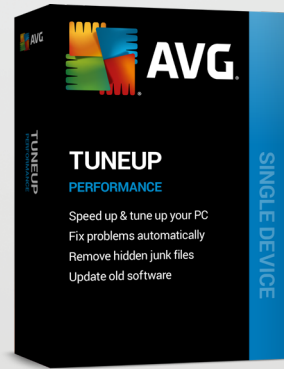 AVG
AVG
TUNEUP
PERFORMANCE
TUNEUP
PERFORMANCE
Speed up & tune up your PC
Fix problems automatically
Remove hidden junk files
Update old software
SINGLE DEVICE